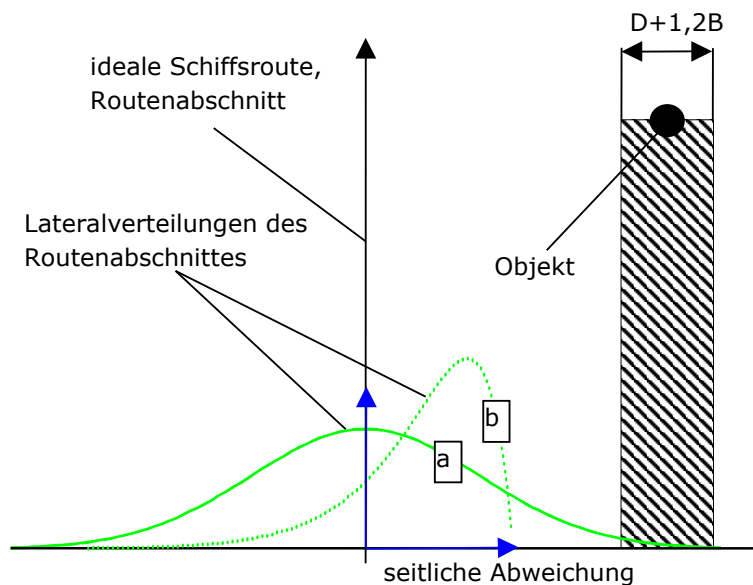 D+1,2B
ideale Schiffsroute,
Routenabschnitt
Lateralverteilungen des
Routenabschnittes
Objekt
b
a
seitliche Abweichung